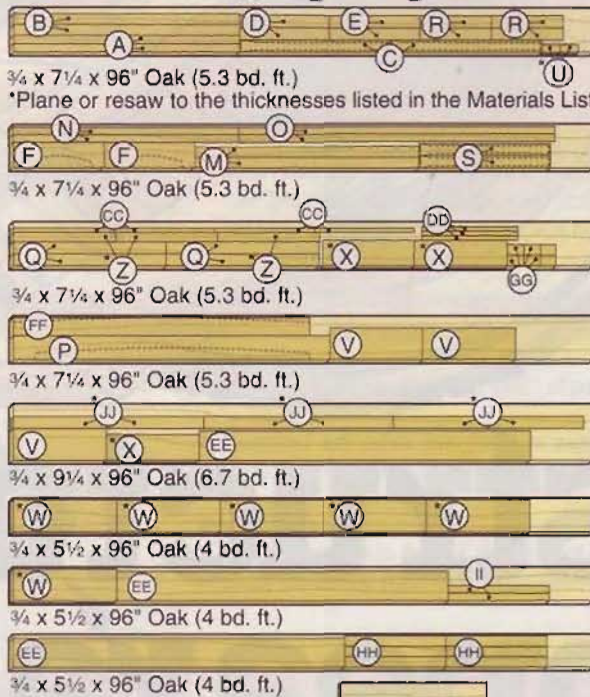 B D E R R
A C *U
¾ x 7¼ x 96" Oak (5.3 bd. ft.)
*Plane or resaw to the thicknesses listed in the Materials List
N O
F F M S
¾ x 7¼ x 96" Oak (5.3 bd. ft.)
CC CC DD
Q Z Q Z *X *X GG
¾ x 7¼ x 96" Oak (5.3 bd. ft.)
FF
P V V
¾ x 7¼ x 96" Oak (5.3 bd. ft.)
*JJ *JJ *JJ
V *X EE
¾ x 9¼ x 96" Oak (6.7 bd. ft.)
*W *W *W *W *W
¾ x 5½ x 96" Oak (4 bd. ft.)
*W EE II
¾ x 5½ x 96" Oak (4 bd. ft.)
EE HH HH
¾ x 5½ x 96" Oak (4 bd. ft.)